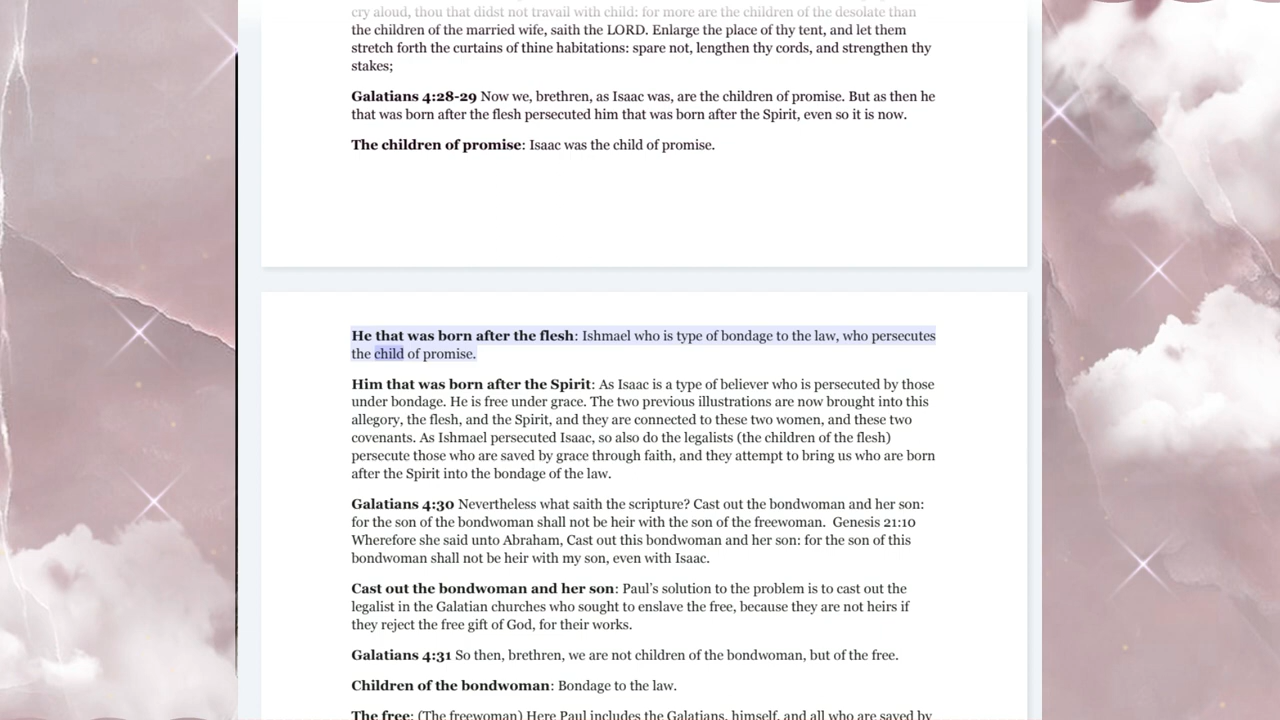 cry aloud, thou that didst not travail with child: for more are the children of the desolate than
the children of the married wife, saith the LORD. Enlarge the place of thy tent, and let them
stretch forth the curtains of thine habitations: spare not, lengthen thy cords, and strengthen thy
stakes;
Galatians 4:28-29 Now we, brethren, as Isaac was, are the children of promise. But as then he
that was born after the flesh persecuted him that was born after the Spirit, even so it is now.
The children of promise: Isaac was the child of promise.
He that was born after the flesh: Ishmael who is type of bondage to the law, who persecutes
the child of promise.
Him that was born after the Spirit: As Isaac is a type of believer who is persecuted by those
under bondage. He is free under grace. The two previous illustrations are now brought into this
allegory, the flesh, and the Spirit, and they are connected to these two women, and these two
covenants. As Ishmael persecuted Isaac, so also do the legalists (the children of the flesh)
persecute those who are saved by grace through faith, and they attempt to bring us who are born
after the Spirit into the bondage of the law.
Galatians 4:30 Nevertheless what saith the scripture? Cast out the bondwoman and her son:
for the son of the bondwoman shall not be heir with the son of the freewoman.  Genesis 21:10
Wherefore she said unto Abraham, Cast out this bondwoman and her son: for the son of this
bondwoman shall not be heir with my son, even with Isaac.
Cast out the bondwoman and her son: Paul's solution to the problem is to cast out the
legalist in the Galatian churches who sought to enslave the free, because they are not heirs if
they reject the free gift of God, for their works.
Galatians 4:31 So then, brethren, we are not children of the bondwoman, but of the free.
Children of the bondwoman: Bondage to the law.
The free: (The freewoman) Here Paul includes the Galatians, himself, and all who are saved by